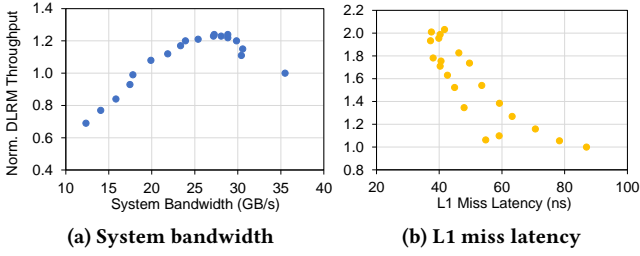 Norm. DLRM Throughput
1.4
1.2
1.0
0.8
0.6
0.4
10 15 20 25 30 35 40
System Bandwidth (GB/s)
(a) System bandwidth
2.2
2.0
1.8
1.6
1.4
1.2
1.0
0.8
20 40 60 80 100
L1 Miss Latency (ns)
(b) L1 miss latency